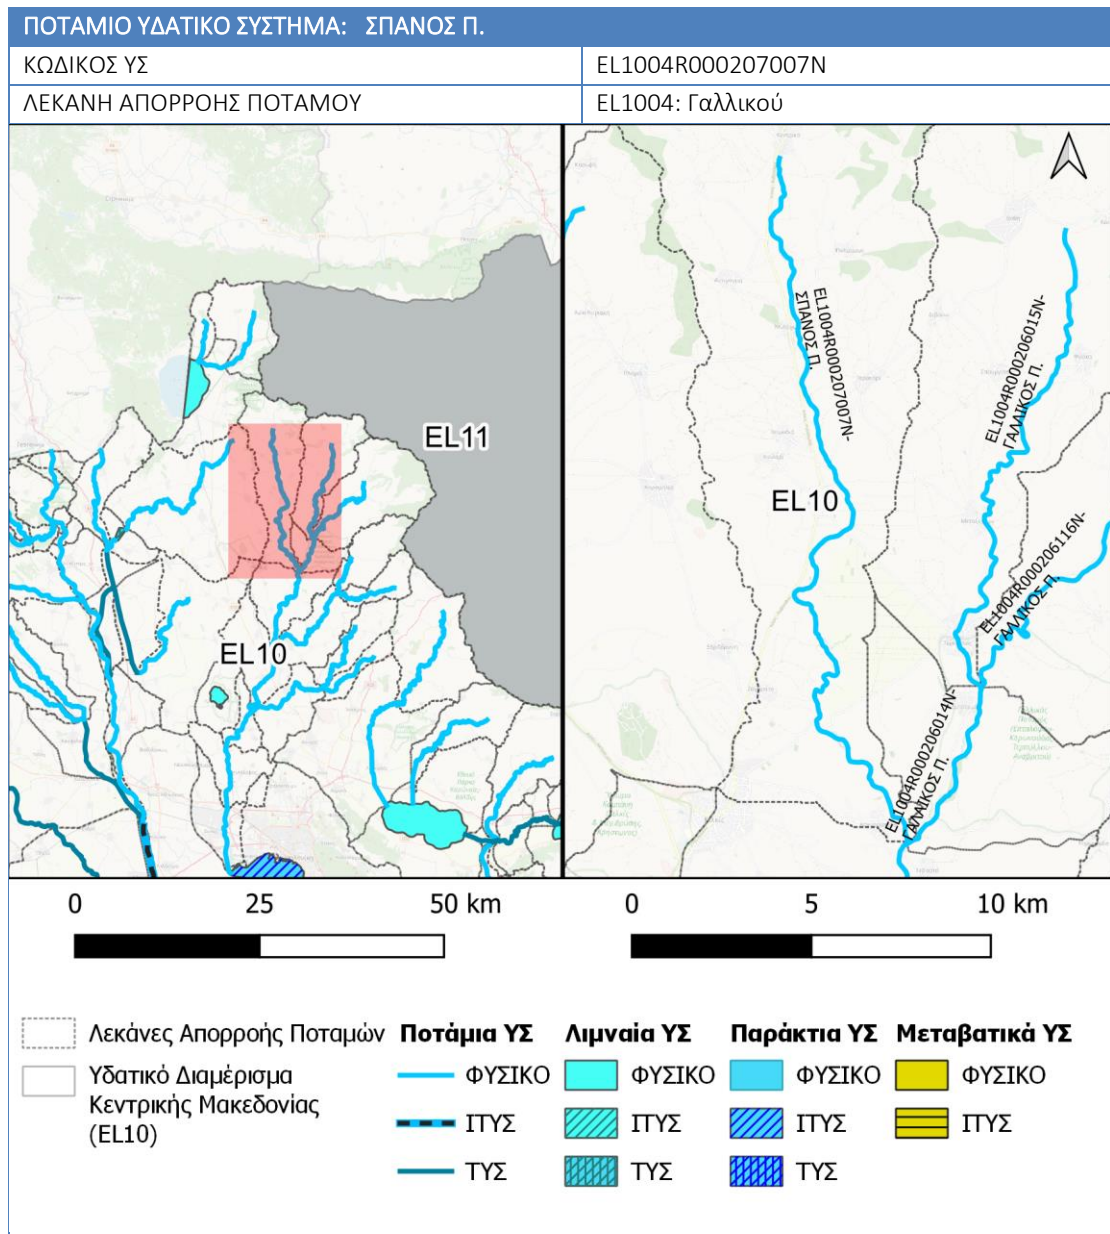 ΠΟΤΑΜΙΟ ΥΔΑΤΙΚΟ ΣΥΣΤΗΜΑ: ΣΠΑΝΟΣ Π.
ΚΩΔΙΚΟΣ ΥΣ EL1004R000207007N
ΛΕΚΑΝΗ ΑΠΟΡΡΟΗΣ ΠΟΤΑΜΟΥ EL1004: Γαλλικού
EL11
EL10
EL1004R000207007N-
ΣΠΑΝΟΣ Π.
EL1004R000206015N-
ΓΑΛΛΙΚΟΣ Π.
EL10
EL1004R000206116N-
ΓΑΛΛΙΚΟΣ Π.
EL1004R000206014N-
ΓΑΛΛΙΚΟΣ Π.
0 25 50 km
0 5 10 km
Λεκάνες Απορροής Ποταμών
Υδατικό Διαμέρισμα
Κεντρικής Μακεδονίας
(EL10)
Ποτάμια ΥΣ
ΦΥΣΙΚΟ
ΙΤΥΣ
ΤΥΣ
Λιμναία ΥΣ
ΦΥΣΙΚΟ
ΙΤΥΣ
ΤΥΣ
Παράκτια ΥΣ
ΦΥΣΙΚΟ
ΙΤΥΣ
ΤΥΣ
Μεταβατικά ΥΣ
ΦΥΣΙΚΟ
ΙΤΥΣ